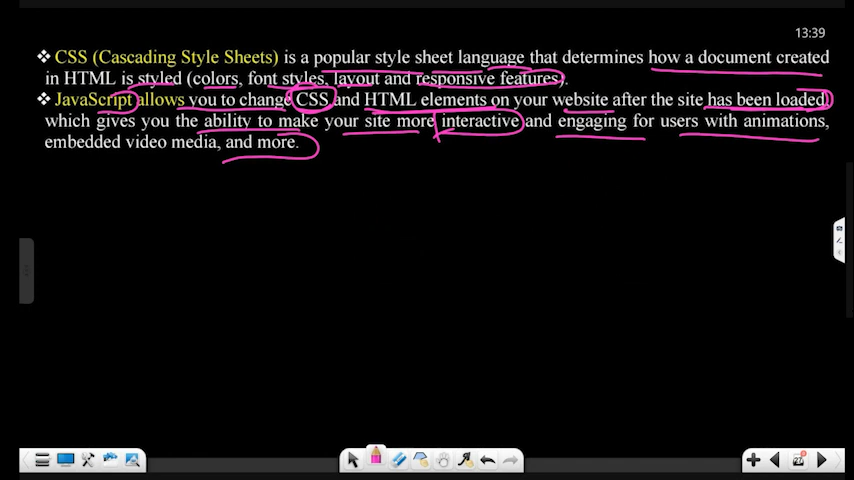 13:39
❖ CSS (Cascading Style Sheets) is a popular style sheet language that determines how a document created
in HTML is styled (colors, font styles, layout and responsive features).
❖ JavaScript allows you to change CSS and HTML elements on your website after the site has been loaded,
which gives you the ability to make your site more interactive and engaging for users with animations,
embedded video media, and more.